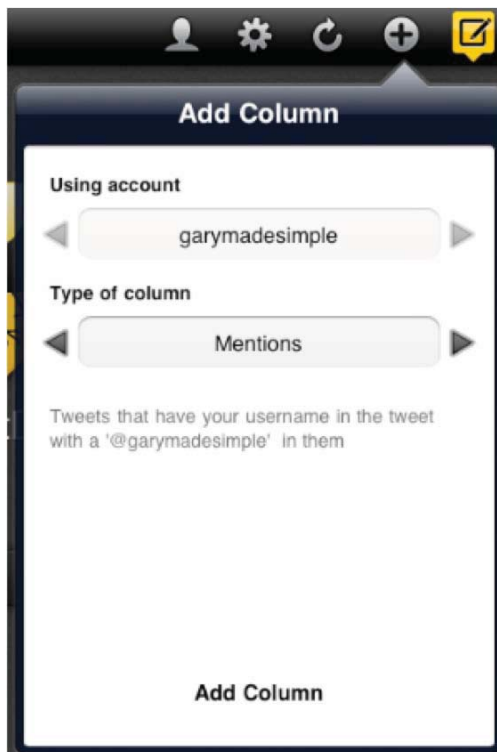 Add Column
Using account
garymadesimple
Type of column
Mentions
Tweets that have your username in the tweet
with a '@garymadesimple' in them
Add Column